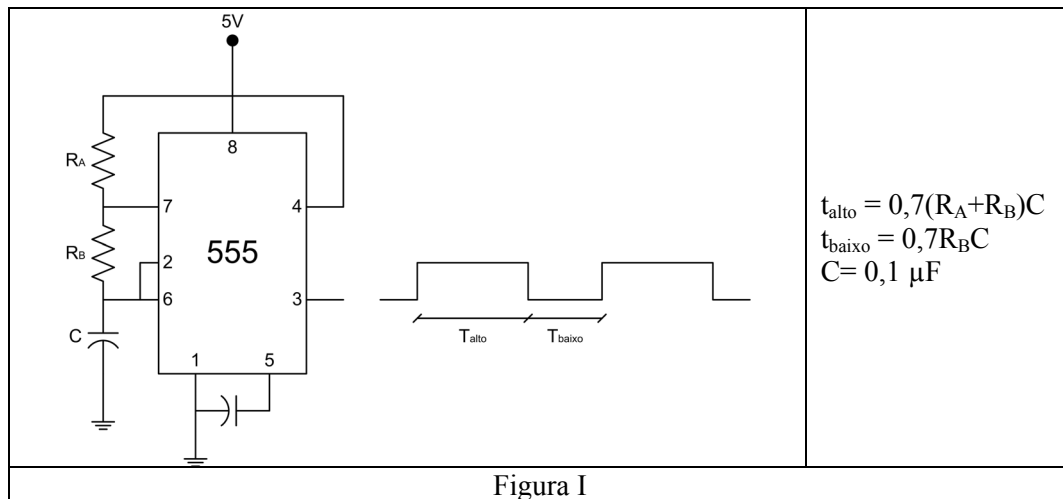 5V
8
RA
7
4
RB
555
2
6
3
C
1
5
Talto
Tbaixo
talto = 0,7(RA+RB)C
tbaixo = 0,7RBC
C= 0,1 µF
Figura I